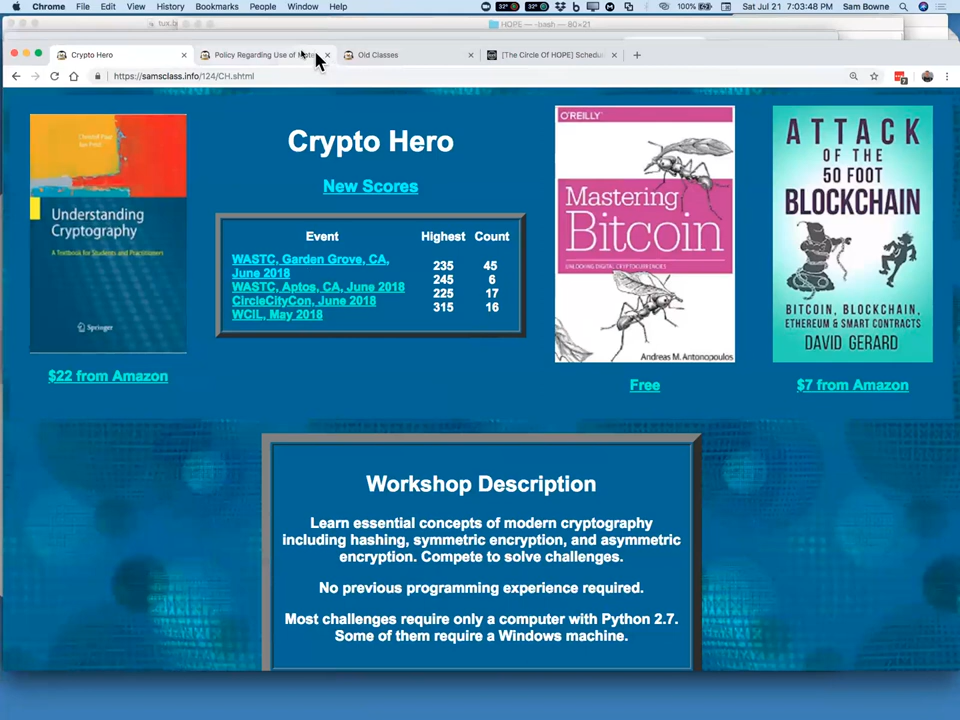 Chrome File Edit View History Bookmarks People Window Help
100% Sat Jul 21 7:03:48 PM Sam Bowne
HOPE — -bash — 80×21
Crypto Hero
Policy Regarding Use of
Old Classes
[The Circle Of HOPE] Schedu
https://samsclass.info/124/CH.shtml
Understanding
Cryptography
A Textbook for Students and Practitioners
Springer
$22 from Amazon
Crypto Hero
New Scores
Event Highest Count
WASTC, Garden Grove, CA,
June 2018 235 45
WASTC, Aptos, CA, June 2018 245 6
CircleCityCon, June 2018 225 17
WCIL, May 2018 315 16
O'REILLY
Mastering
Bitcoin
UNLOCKING DIGITAL CRYPTOCURRENCIES
Andreas M. Antonopoulos
Free
ATTACK
OF THE
50 FOOT
BLOCKCHAIN
BITCOIN, BLOCKCHAIN,
ETHEREUM & SMART CONTRACTS
DAVID GERARD
$7 from Amazon
Workshop Description
Learn essential concepts of modern cryptography
including hashing, symmetric encryption, and asymmetric
encryption. Compete to solve challenges.
No previous programming experience required.
Most challenges require only a computer with Python 2.7.
Some of them require a Windows machine.